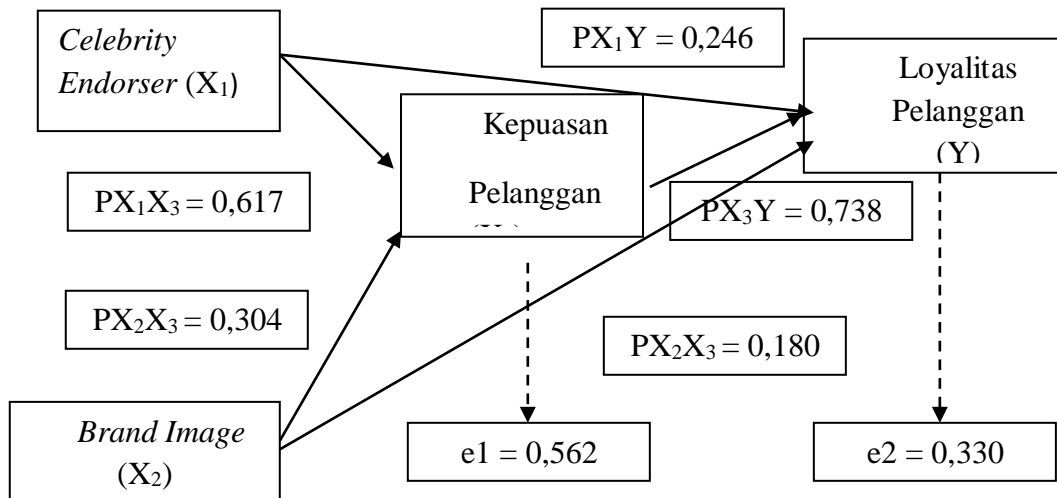 Celebrity
Endorser (X₁)
PX₁Y = 0,246
Loyalitas
Pelanggan
(Y)
Kepuasan
Pelanggan
PX₁X₃ = 0,617
PX₃Y = 0,738
PX₂X₃ = 0,304
PX₂X₃ = 0,180
Brand Image
(X₂)
e1 = 0,562
e2 = 0,330